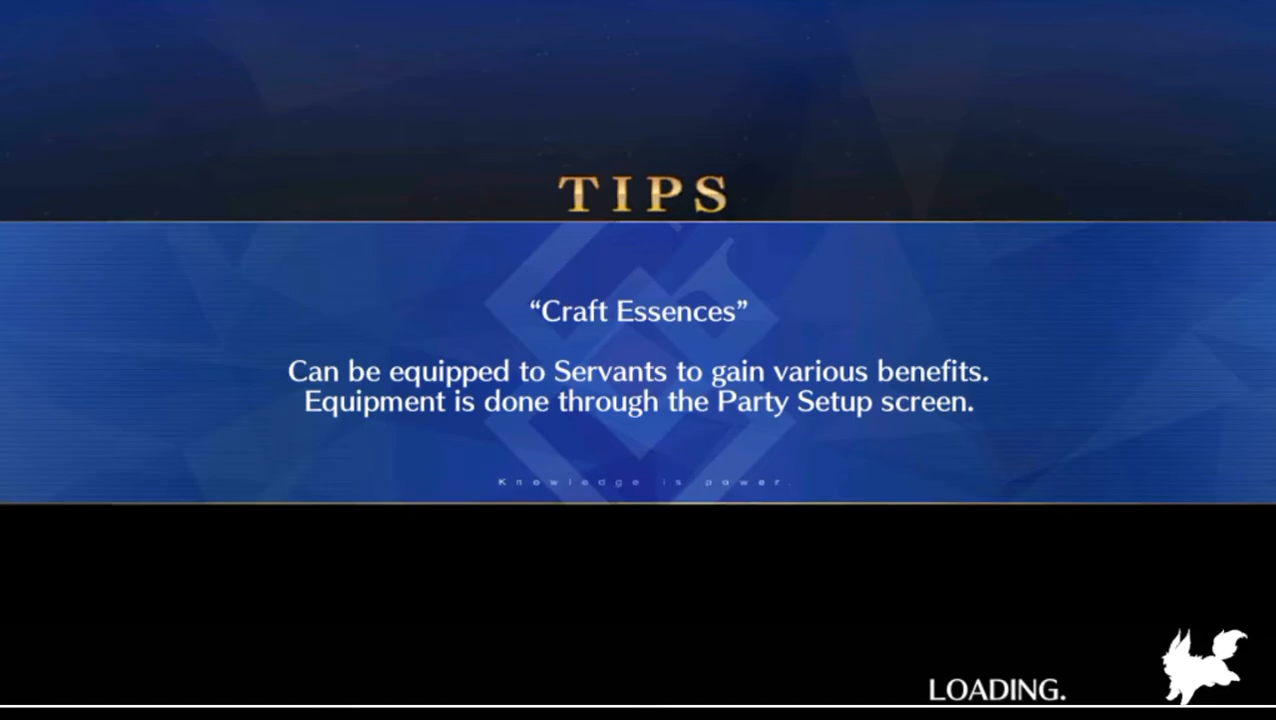 TIPS
“Craft Essences”
Can be equipped to Servants to gain various benefits.
Equipment is done through the Party Setup screen.
Knowledge is power.
LOADING.